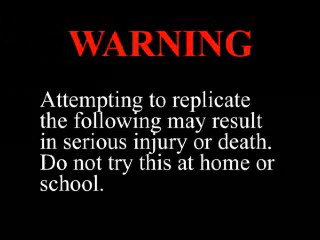 WARNING
Attempting to replicate
the following may result
in serious injury or death.
Do not try this at home or
school.